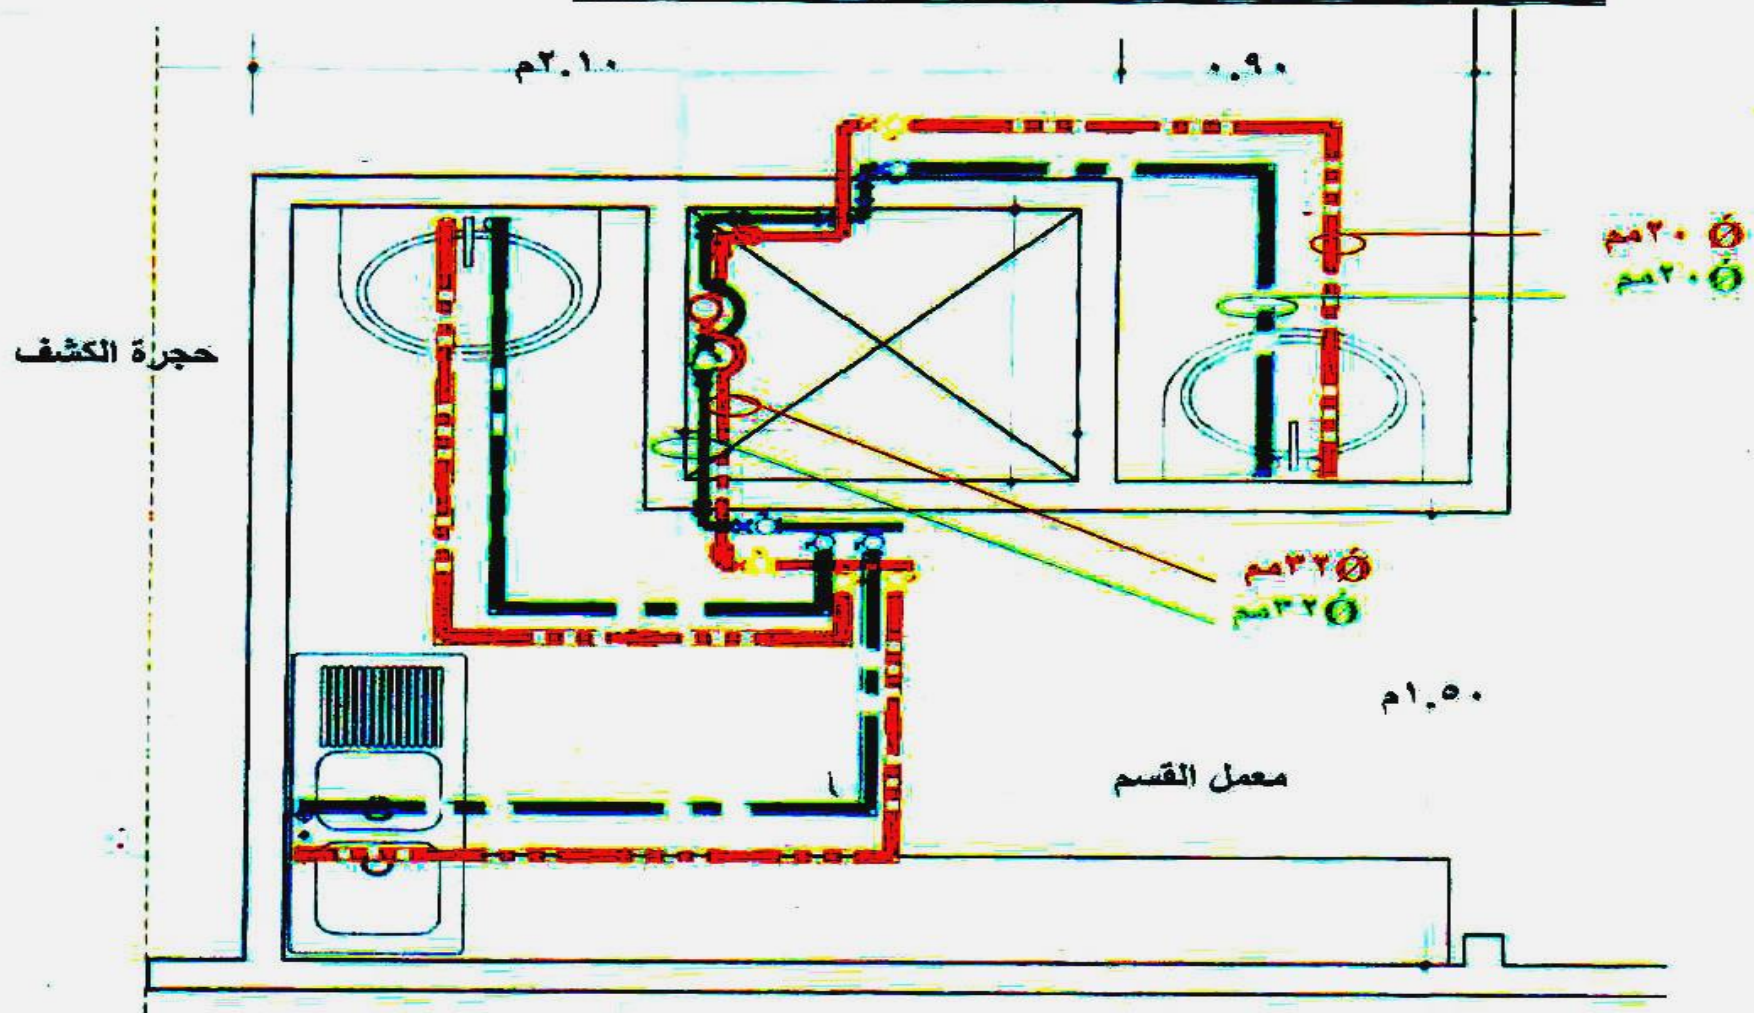 ٢.١٠م
٠.٩٠
Ø ٢٠مم
Ø ٢٠مم
حجرة الكشف
Ø ٣٢مم
Ø ٣٢مم
١.٥٠م
معمل القسم